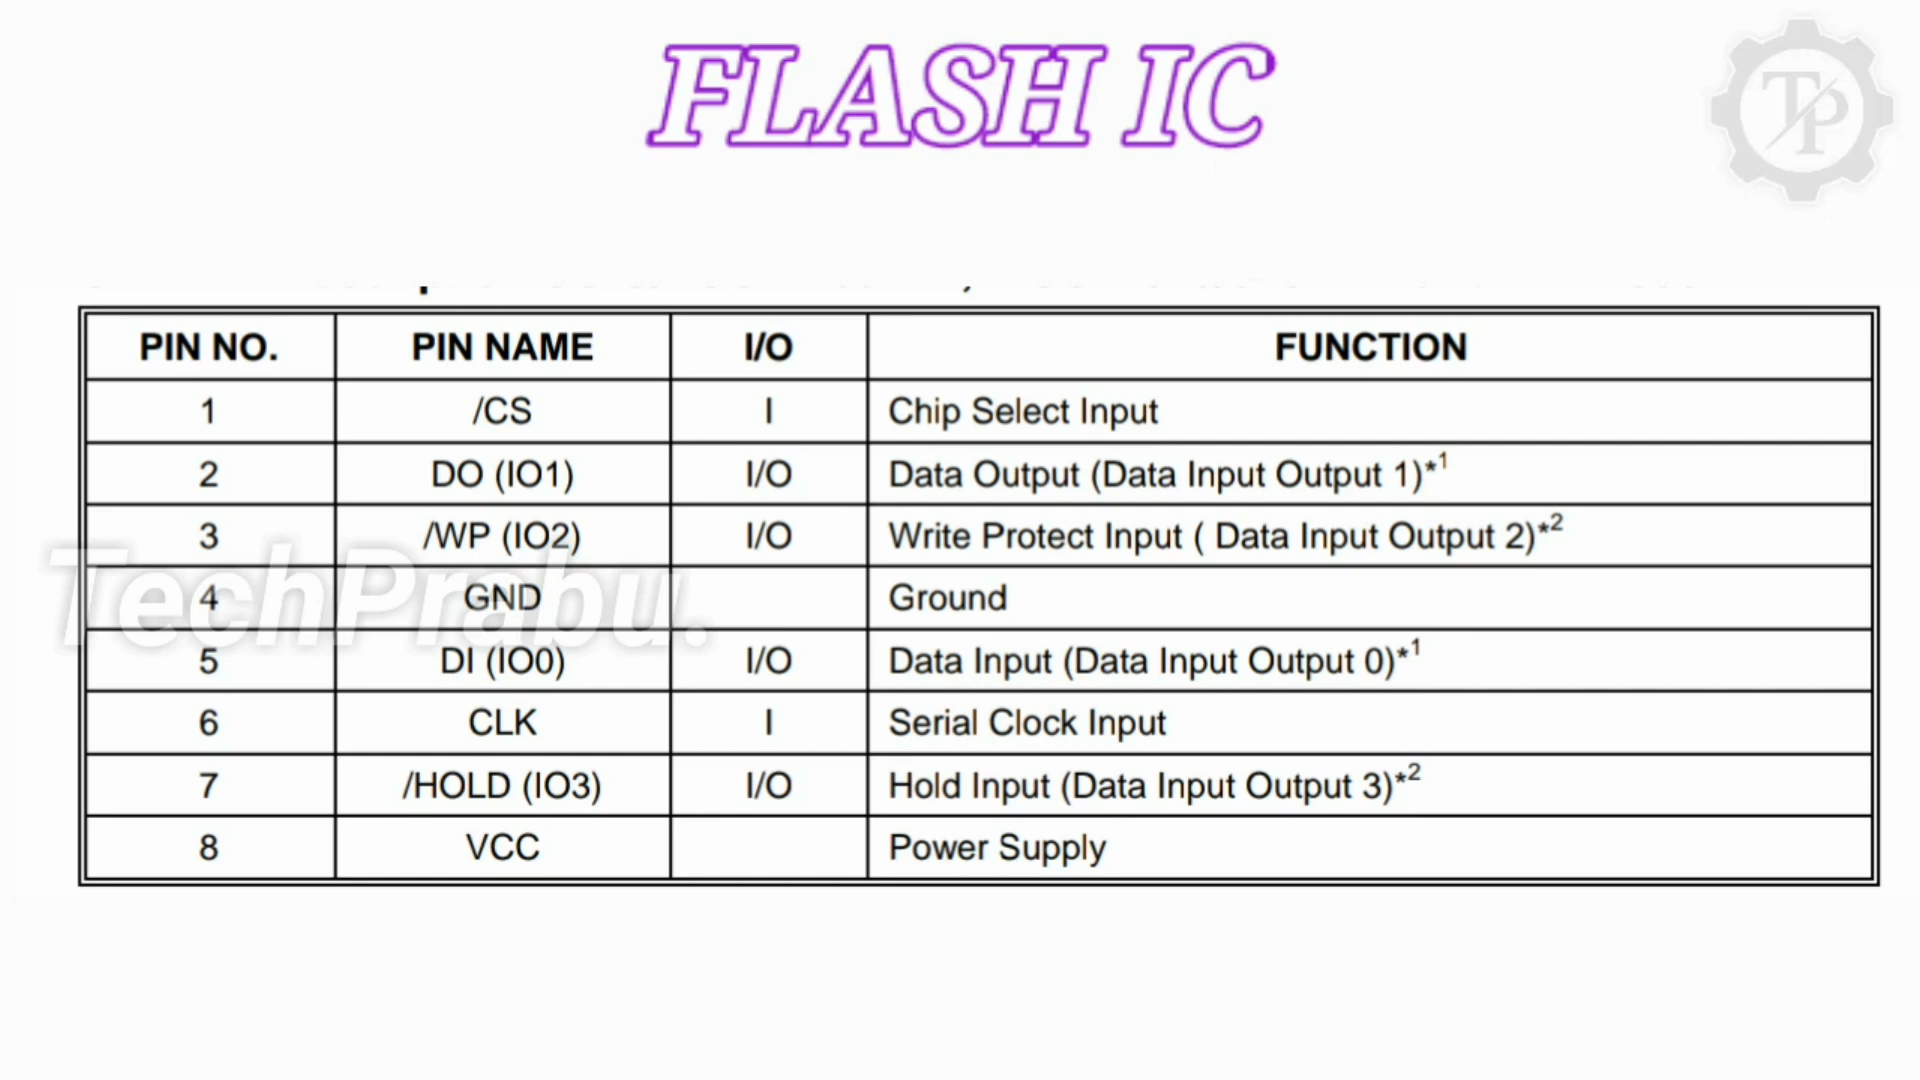 FLASH IC
TP
PIN NO. PIN NAME I/O FUNCTION
1 /CS I Chip Select Input
2 DO (IO1) I/O Data Output (Data Input Output 1)*1
3 /WP (IO2) I/O Write Protect Input ( Data Input Output 2)*2
4 GND Ground
TechPrabu.
5 DI (IO0) I/O Data Input (Data Input Output 0)*1
6 CLK I Serial Clock Input
7 /HOLD (IO3) I/O Hold Input (Data Input Output 3)*2
8 VCC Power Supply